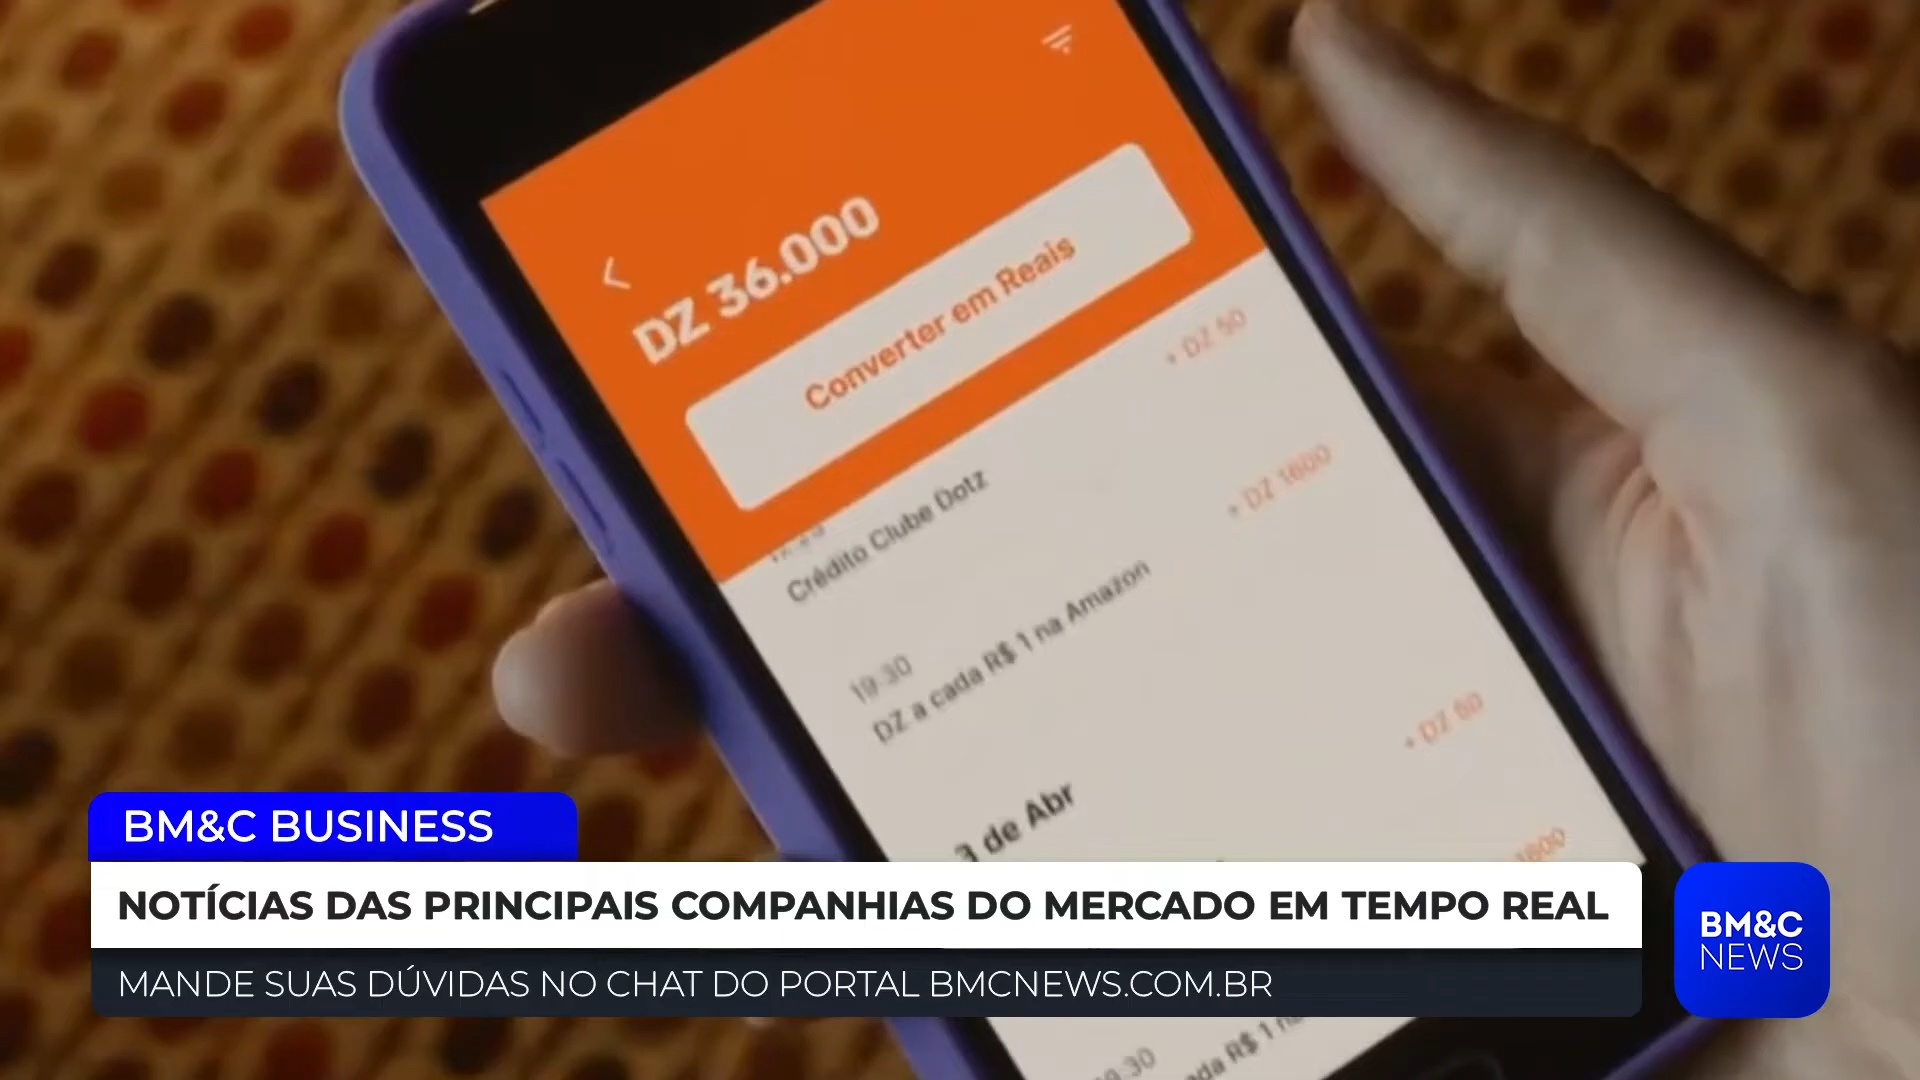 DZ 36.000
Converter em Reais
+ DZ 50
Crédito Clube Dotz
+ DZ 1600
19:30
DZ a cada R$ 1 na Amazon
+ DZ 60
3 de Abr
1600
BM&C BUSINESS
NOTÍCIAS DAS PRINCIPAIS COMPANHIAS DO MERCADO EM TEMPO REAL
MANDE SUAS DÚVIDAS NO CHAT DO PORTAL BMCNEWS.COM.BR
BM&C
NEWS
R$ 1